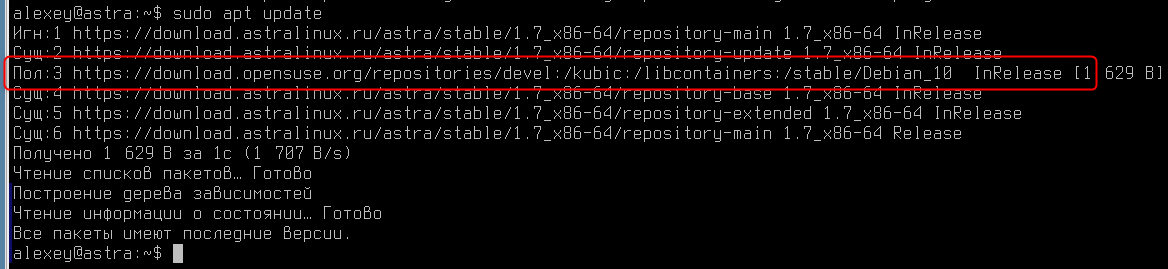 alexey@astra:~$ sudo apt update
Игн:1 https://download.astralinux.ru/astra/stable/1.7_x86-64/repository-main 1.7_x86-64 InRelease
Сущ:2 https://download.astralinux.ru/astra/stable/1.7_x86-64/repository-update 1.7_x86-64 InRelease
Пол:3 https://download.opensuse.org/repositories/devel:/kubic:/libcontainers:/stable/Debian_10  InRelease [1 629 B]
Сущ:4 https://download.astralinux.ru/astra/stable/1.7_x86-64/repository-base 1.7_x86-64 InRelease
Сущ:5 https://download.astralinux.ru/astra/stable/1.7_x86-64/repository-extended 1.7_x86-64 InRelease
Сущ:6 https://download.astralinux.ru/astra/stable/1.7_x86-64/repository-main 1.7_x86-64 Release
Получено 1 629 B за 1с (1 707 B/s)
Чтение списков пакетов… Готово
Построение дерева зависимостей
Чтение информации о состоянии… Готово
Все пакеты имеют последние версии.
alexey@astra:~$